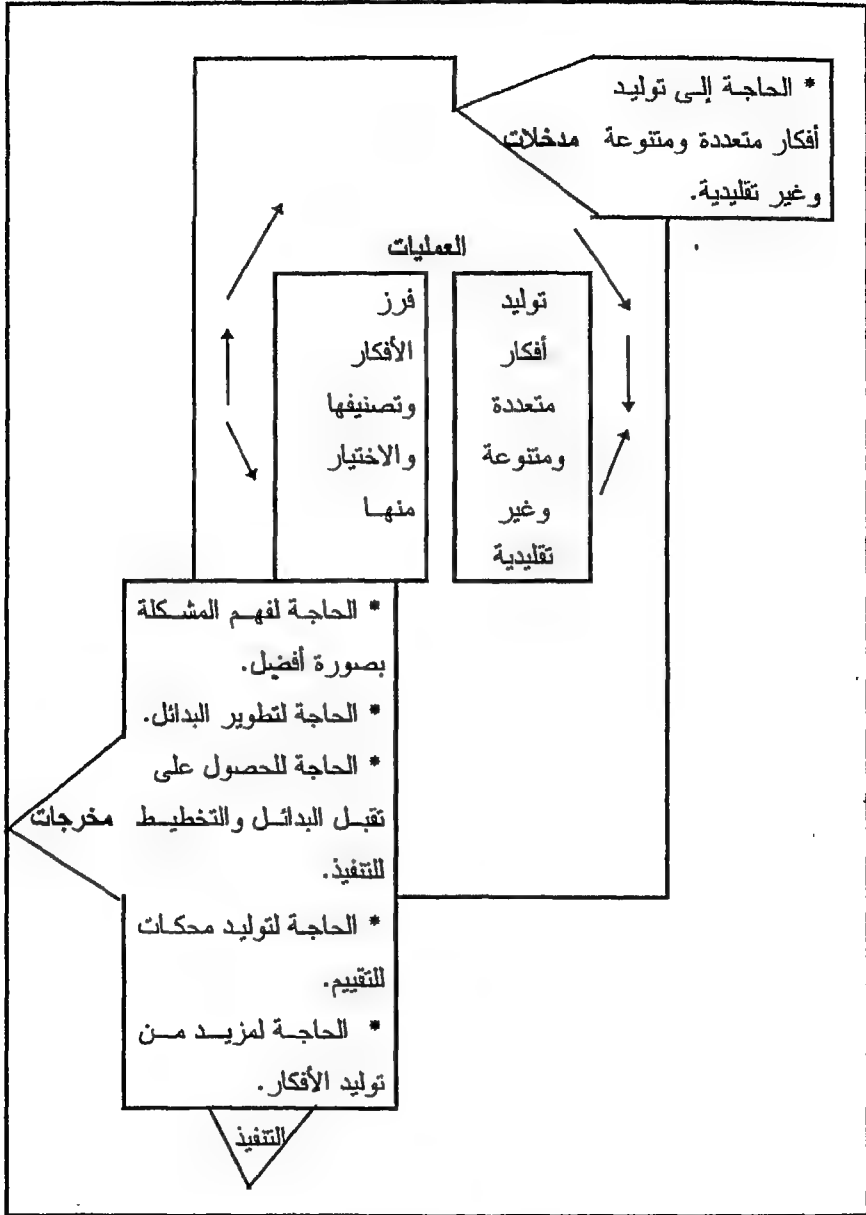 * الحاجة إلى توليد
أفكار متعددة ومتنوعة
وغير تقليدية.
مدخلات
العمليات
توليد
أفكار
متعددة
ومتنوعة
وغير
تقليدية
فرز
الأفكار
وتصنيفها
والاختيار
منها
* الحاجة لفهم المشكلة
بصورة أفضل.
* الحاجة لتطوير البدائل.
* الحاجة للحصول على
تقبل البدائل والتخطيط
للتنفيذ.
* الحاجة لتوليد محكات
للتقييم.
* الحاجة لمزيد من
توليد الأفكار.
مخرجات
التنفيذ